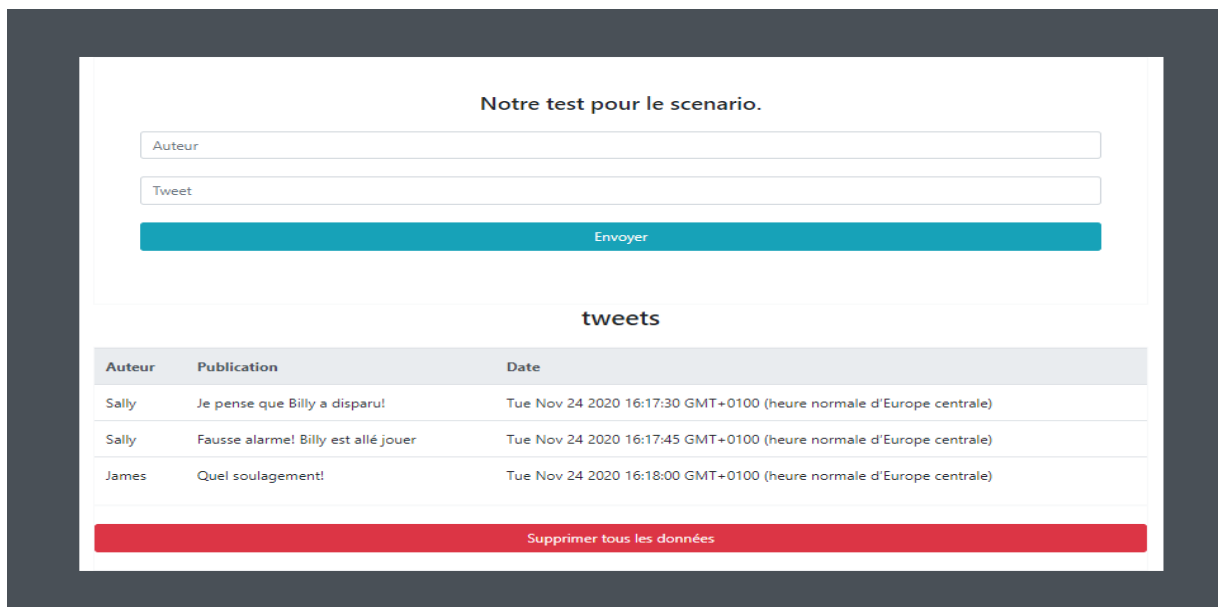 Notre test pour le scenario.
Auteur
Tweet
Envoyer
tweets
Auteur Publication Date
Sally Je pense que Billy a disparu! Tue Nov 24 2020 16:17:30 GMT+0100 (heure normale d’Europe centrale)
Sally Fausse alarme! Billy est allé jouer Tue Nov 24 2020 16:17:45 GMT+0100 (heure normale d’Europe centrale)
James Quel soulagement! Tue Nov 24 2020 16:18:00 GMT+0100 (heure normale d’Europe centrale)
Supprimer tous les données